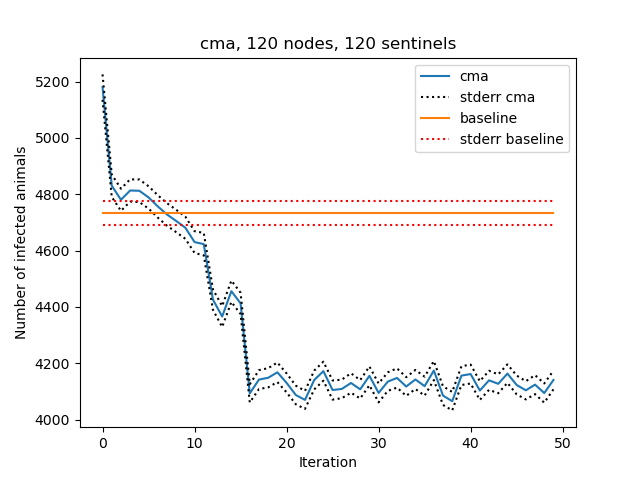 cma, 120 nodes, 120 sentinels
cma
stderr cma
baseline
stderr baseline
Number of infected animals
5200
5000
4800
4600
4400
4200
4000
0 10 20 30 40 50
Iteration